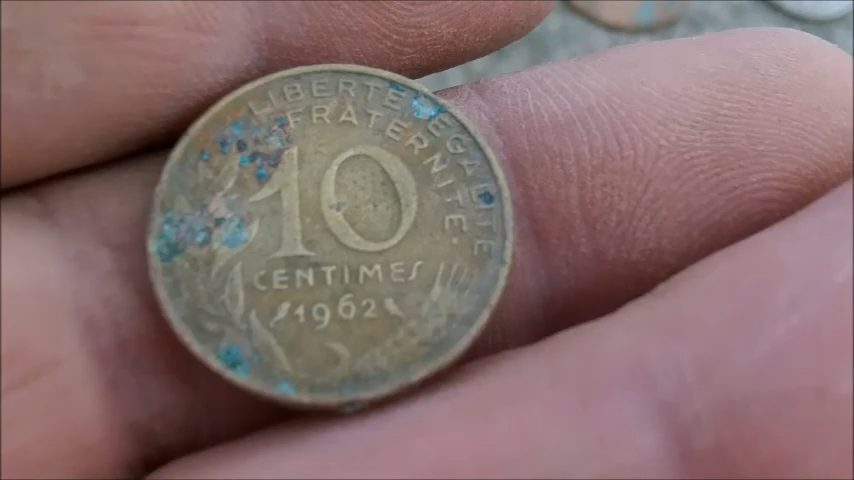 LIBERTE EGALITE
FRATERNITE.
10
CENTIMES
1962